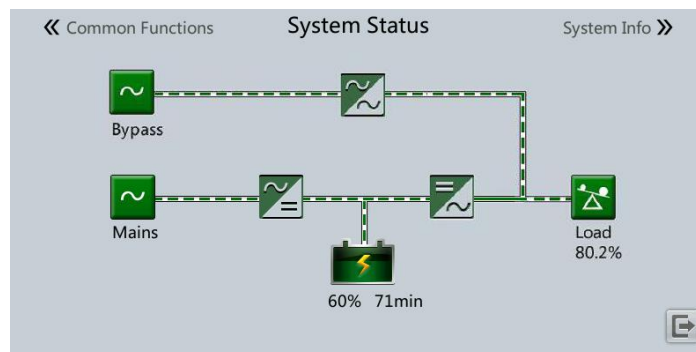 Common Functions System Status System Info
Bypass
Mains
Load
80.2%
60% 71min